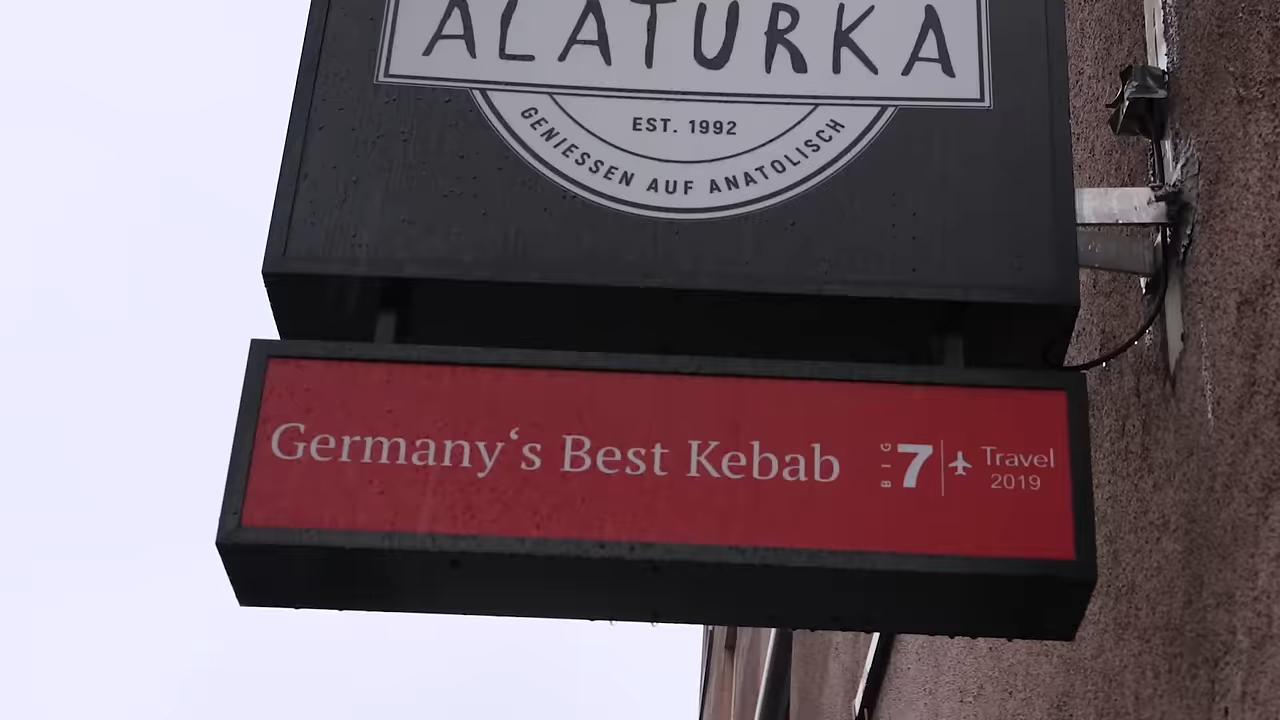 ALATURKA
EST. 1992
GENIESSEN AUF ANATOLISCH
Germany‘s Best Kebab
BIG 7
Travel
2019